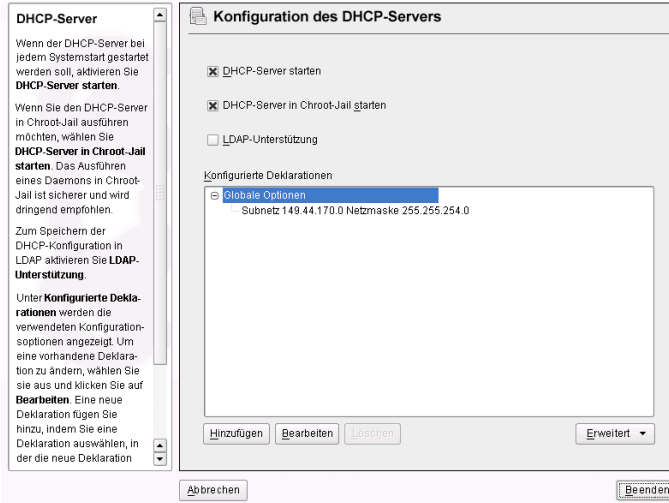 DHCP-Server
Wenn der DHCP-Server bei
jedem Systemstart gestartet
werden soll, aktivieren Sie
DHCP-Server starten.
Wenn Sie den DHCP-Server
in Chroot-Jail ausführen
möchten, wählen Sie
DHCP-Server in Chroot-Jail
starten. Das Ausführen
eines Daemons in Chroot-
Jail ist sicherer und wird
dringend empfohlen.
Zum Speichern der
DHCP-Konfiguration in
LDAP aktivieren Sie LDAP-
Unterstützung.
Unter Konfigurierte Dekla-
rationen werden die
verwendeten Konfiguration-
soptionen angezeigt. Um
eine vorhandene Deklara-
tion zu ändern, wählen Sie
sie aus und klicken Sie auf
Bearbeiten. Eine neue
Deklaration fügen Sie
hinzu, indem Sie eine
Deklaration auswählen, in
der die neue Deklaration
Konfiguration des DHCP-Servers
DHCP-Server starten
DHCP-Server in Chroot-Jail starten
LDAP-Unterstützung
Konfigurierte Deklarationen
Globale Optionen
Subnetz 149.44.170.0 Netzmaske 255.255.254.0
Hinzufügen
Bearbeiten
Löschen
Erweitert
Abbrechen
Beenden